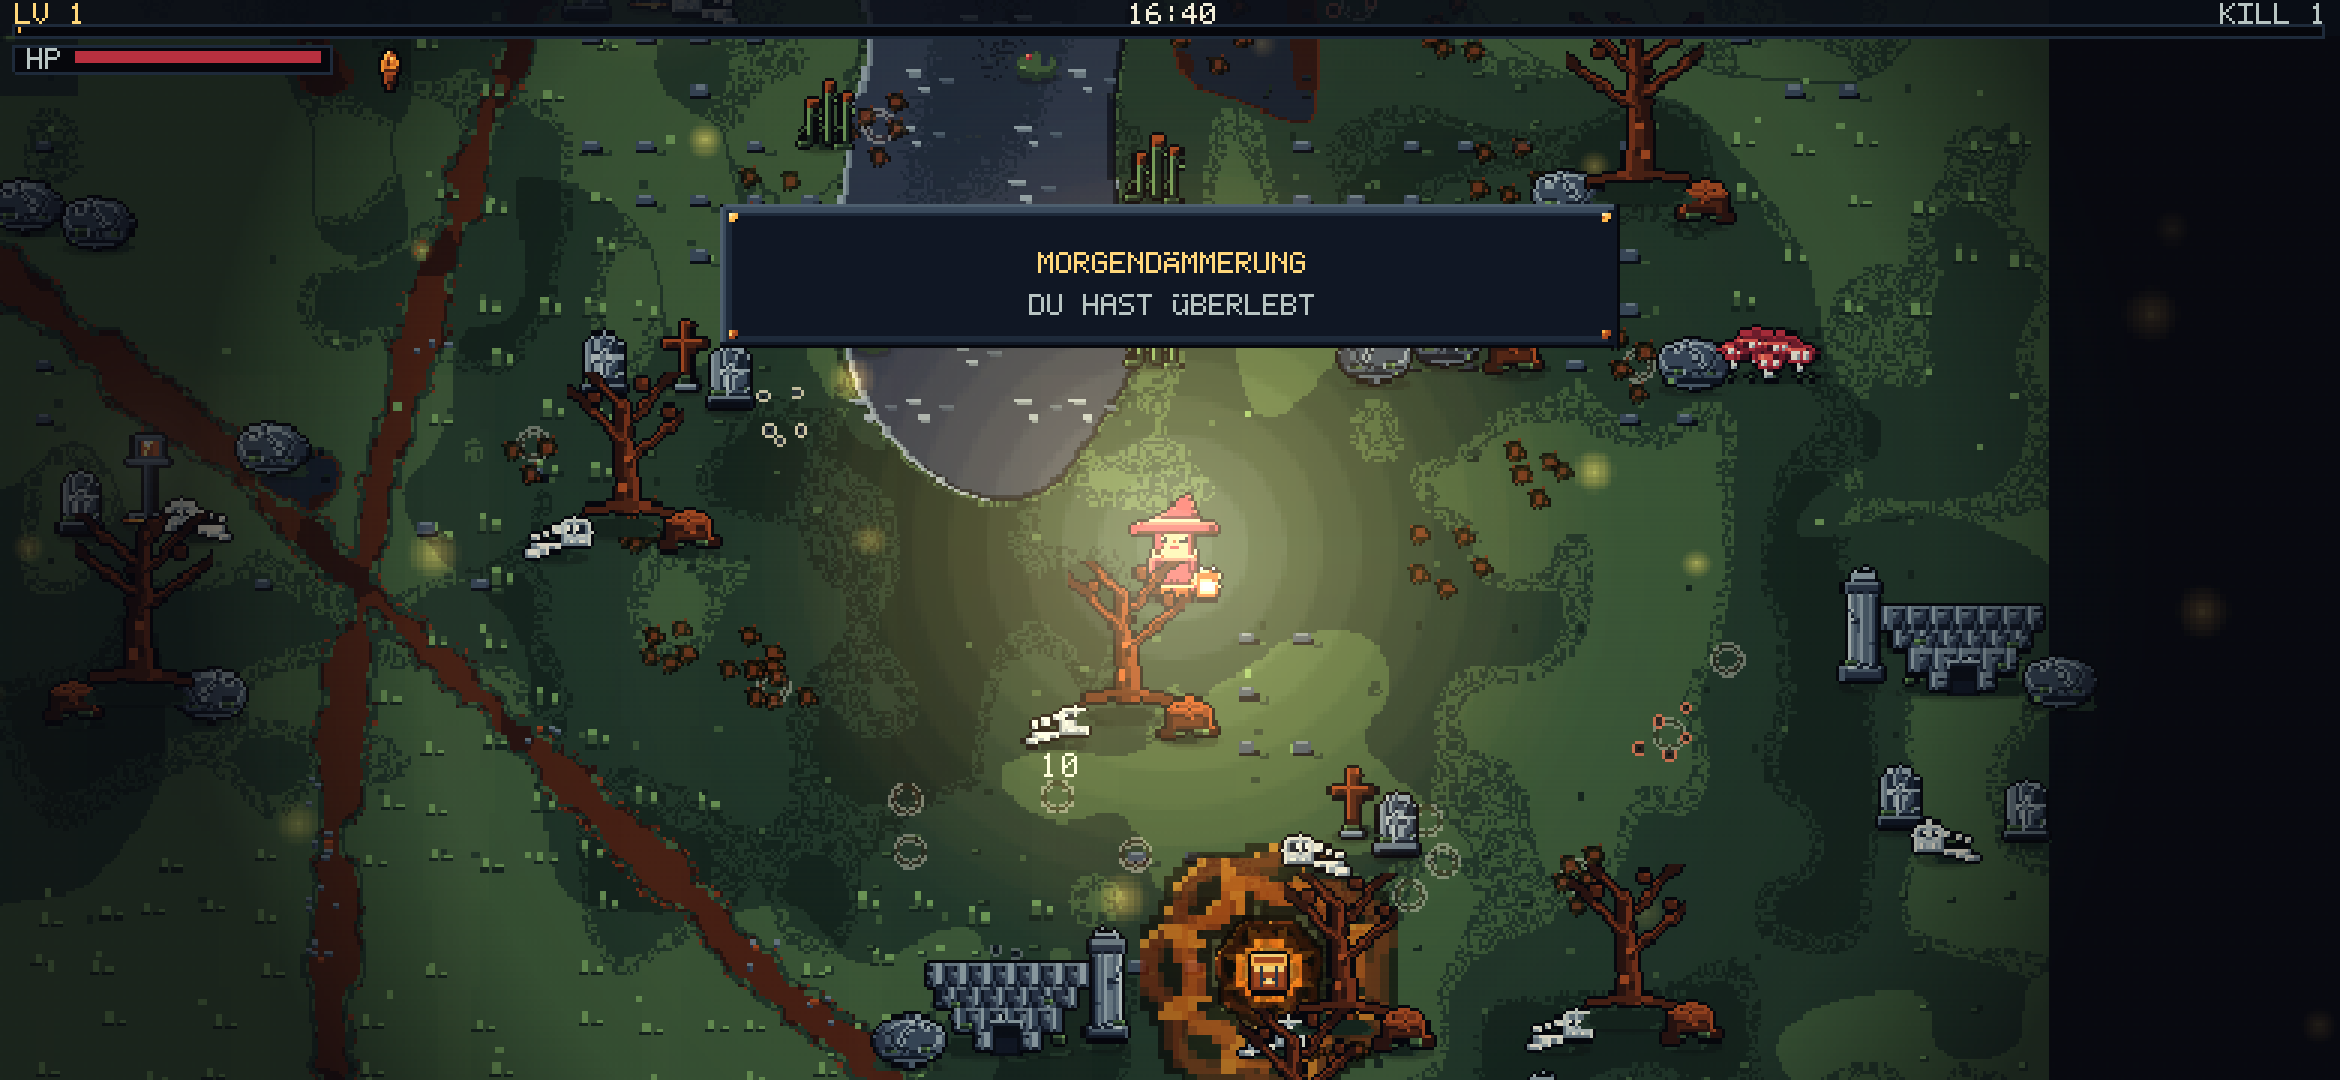 LV 1
16:40
KILL 1
HP
MORGENDÄMMERUNG
DU HAST ÜBERLEBT
10